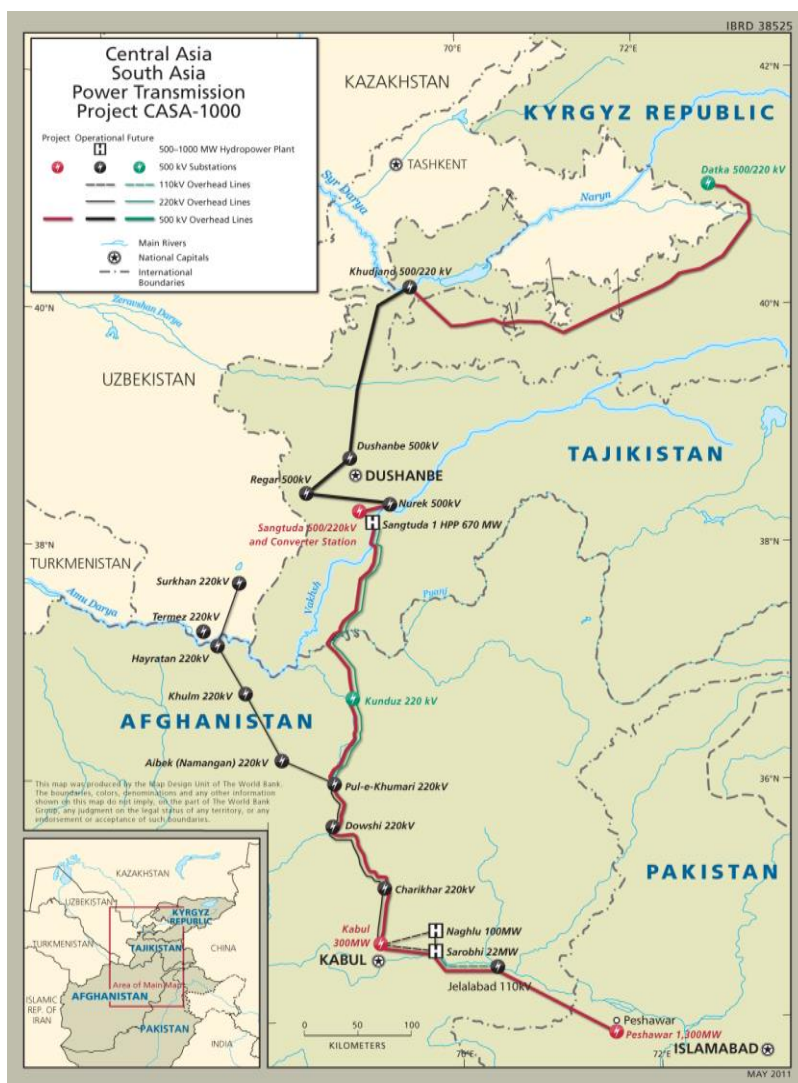 IBRD 38525
Central Asia
South Asia
Power Transmission
Project CASA-1000
Project Operational Future
500–1000 MW Hydropower Plant
500 kV Substations
110kV Overhead Lines
220kV Overhead Lines
500 kV Overhead Lines
Main Rivers
National Capitals
International
Boundaries
70°E
72°E
42°N
KAZAKHSTAN
KYRGYZ REPUBLIC
TASHKENT
Datka 500/220 kV
Syr Darya
Naryn
Khudjand 500/220 kV
40°N
40°N
Zeravshan Darya
UZBEKISTAN
Dushanbe 500kV
TAJIKISTAN
DUSHANBE
Regar 500kV
Nurek 500kV
Sangtuda 500/220kV
and Converter Station
Sangtuda 1 HPP 670 MW
38°N
38°N
TURKMENISTAN
Surkhan 220kV
Amu Darya
Vakhsh
Pyanj
Termez 220kV
Hayratan 220kV
Khulm 220kV
Kunduz 220 kV
AFGHANISTAN
Aibek (Namangan) 220kV
36°N
This map was produced by the Map Design Unit of The World Bank.
The boundaries, colors, denominations and any other information
shown on this map do not imply, on the part of The World Bank
Group, any judgment on the legal status of any territory, or any
endorsement or acceptance of such boundaries.
Pul-e-Khumari 220kV
Dowshi 220kV
PAKISTAN
Charikhar 220kV
Kabul
300MW
Naghlu 100MW
Sarobhi 22MW
KABUL
Jelalabad 110kV
Peshawar
Peshawar 1,300MW
ISLAMABAD
0 50 100
KILOMETERS
70°E
72°E
KAZAKHSTAN
UZBEKISTAN
KYRGYZ
REPUBLIC
TURKMENISTAN
TAJIKISTAN
CHINA
Area of Main Map
AFGHANISTAN
ISLAMIC
REP. OF
IRAN
PAKISTAN
INDIA
MAY 2011